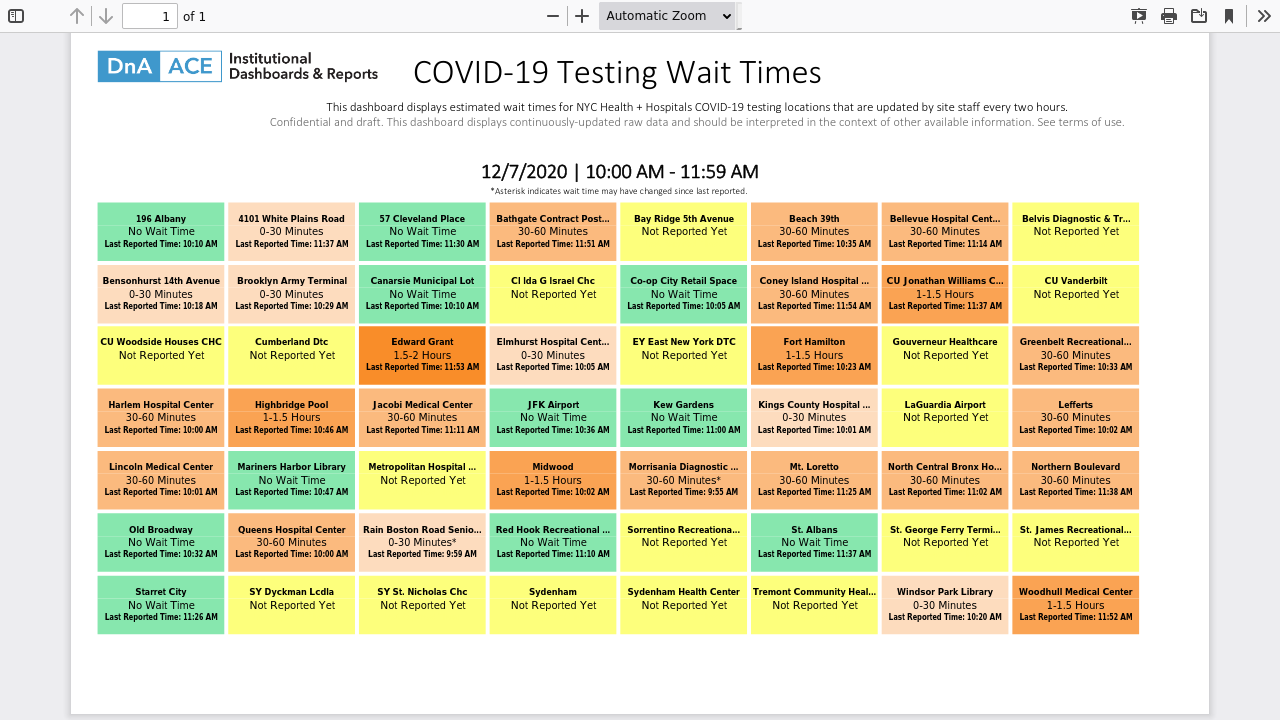 1 of 1 Automatic Zoom
DnA ACE Institutional
Dashboards & Reports
COVID-19 Testing Wait Times
This dashboard displays estimated wait times for NYC Health + Hospitals COVID-19 testing locations that are updated by site staff every two hours.
Confidential and draft. This dashboard displays continuously-updated raw data and should be interpreted in the context of other available information. See terms of use.
12/7/2020 | 10:00 AM - 11:59 AM
*Asterisk indicates wait time may have changed since last reported.
196 Albany
No Wait Time
Last Reported Time: 10:10 AM
4101 White Plains Road
0-30 Minutes
Last Reported Time: 11:37 AM
57 Cleveland Place
No Wait Time
Last Reported Time: 11:30 AM
Bathgate Contract Post...
30-60 Minutes
Last Reported Time: 11:51 AM
Bay Ridge 5th Avenue
Not Reported Yet
Beach 39th
30-60 Minutes
Last Reported Time: 10:35 AM
Bellevue Hospital Cent...
30-60 Minutes
Last Reported Time: 11:14 AM
Belvis Diagnostic & Tr...
Not Reported Yet
Bensonhurst 14th Avenue
0-30 Minutes
Last Reported Time: 10:18 AM
Brooklyn Army Terminal
0-30 Minutes
Last Reported Time: 10:29 AM
Canarsie Municipal Lot
No Wait Time
Last Reported Time: 10:10 AM
CI Ida G Israel Chc
Not Reported Yet
Co-op City Retail Space
No Wait Time
Last Reported Time: 10:05 AM
Coney Island Hospital ...
30-60 Minutes
Last Reported Time: 11:54 AM
CU Jonathan Williams C...
1-1.5 Hours
Last Reported Time: 11:37 AM
CU Vanderbilt
Not Reported Yet
CU Woodside Houses CHC
Not Reported Yet
Cumberland Dtc
Not Reported Yet
Edward Grant
1.5-2 Hours
Last Reported Time: 11:53 AM
Elmhurst Hospital Cent...
0-30 Minutes
Last Reported Time: 10:05 AM
EY East New York DTC
Not Reported Yet
Fort Hamilton
1-1.5 Hours
Last Reported Time: 10:23 AM
Gouverneur Healthcare
Not Reported Yet
Greenbelt Recreational...
30-60 Minutes
Last Reported Time: 10:33 AM
Harlem Hospital Center
30-60 Minutes
Last Reported Time: 10:00 AM
Highbridge Pool
1-1.5 Hours
Last Reported Time: 10:46 AM
Jacobi Medical Center
30-60 Minutes
Last Reported Time: 11:11 AM
JFK Airport
No Wait Time
Last Reported Time: 10:36 AM
Kew Gardens
No Wait Time
Last Reported Time: 11:00 AM
Kings County Hospital ...
0-30 Minutes
Last Reported Time: 10:01 AM
LaGuardia Airport
Not Reported Yet
Lefferts
30-60 Minutes
Last Reported Time: 10:02 AM
Lincoln Medical Center
30-60 Minutes
Last Reported Time: 10:01 AM
Mariners Harbor Library
No Wait Time
Last Reported Time: 10:47 AM
Metropolitan Hospital ...
Not Reported Yet
Midwood
1-1.5 Hours
Last Reported Time: 10:02 AM
Morrisania Diagnostic ...
30-60 Minutes*
Last Reported Time: 9:55 AM
Mt. Loretto
30-60 Minutes
Last Reported Time: 11:25 AM
North Central Bronx Ho...
30-60 Minutes
Last Reported Time: 11:02 AM
Northern Boulevard
30-60 Minutes
Last Reported Time: 11:38 AM
Old Broadway
No Wait Time
Last Reported Time: 10:32 AM
Queens Hospital Center
30-60 Minutes
Last Reported Time: 10:00 AM
Rain Boston Road Senio...
0-30 Minutes*
Last Reported Time: 9:59 AM
Red Hook Recreational ...
No Wait Time
Last Reported Time: 11:10 AM
Sorrentino Recreationa...
Not Reported Yet
St. Albans
No Wait Time
Last Reported Time: 11:37 AM
St. George Ferry Termi...
Not Reported Yet
St. James Recreational...
Not Reported Yet
Starret City
No Wait Time
Last Reported Time: 11:26 AM
SY Dyckman Lcdla
Not Reported Yet
SY St. Nicholas Chc
Not Reported Yet
Sydenham
Not Reported Yet
Sydenham Health Center
Not Reported Yet
Tremont Community Heal...
Not Reported Yet
Windsor Park Library
0-30 Minutes
Last Reported Time: 10:20 AM
Woodhull Medical Center
1-1.5 Hours
Last Reported Time: 11:52 AM